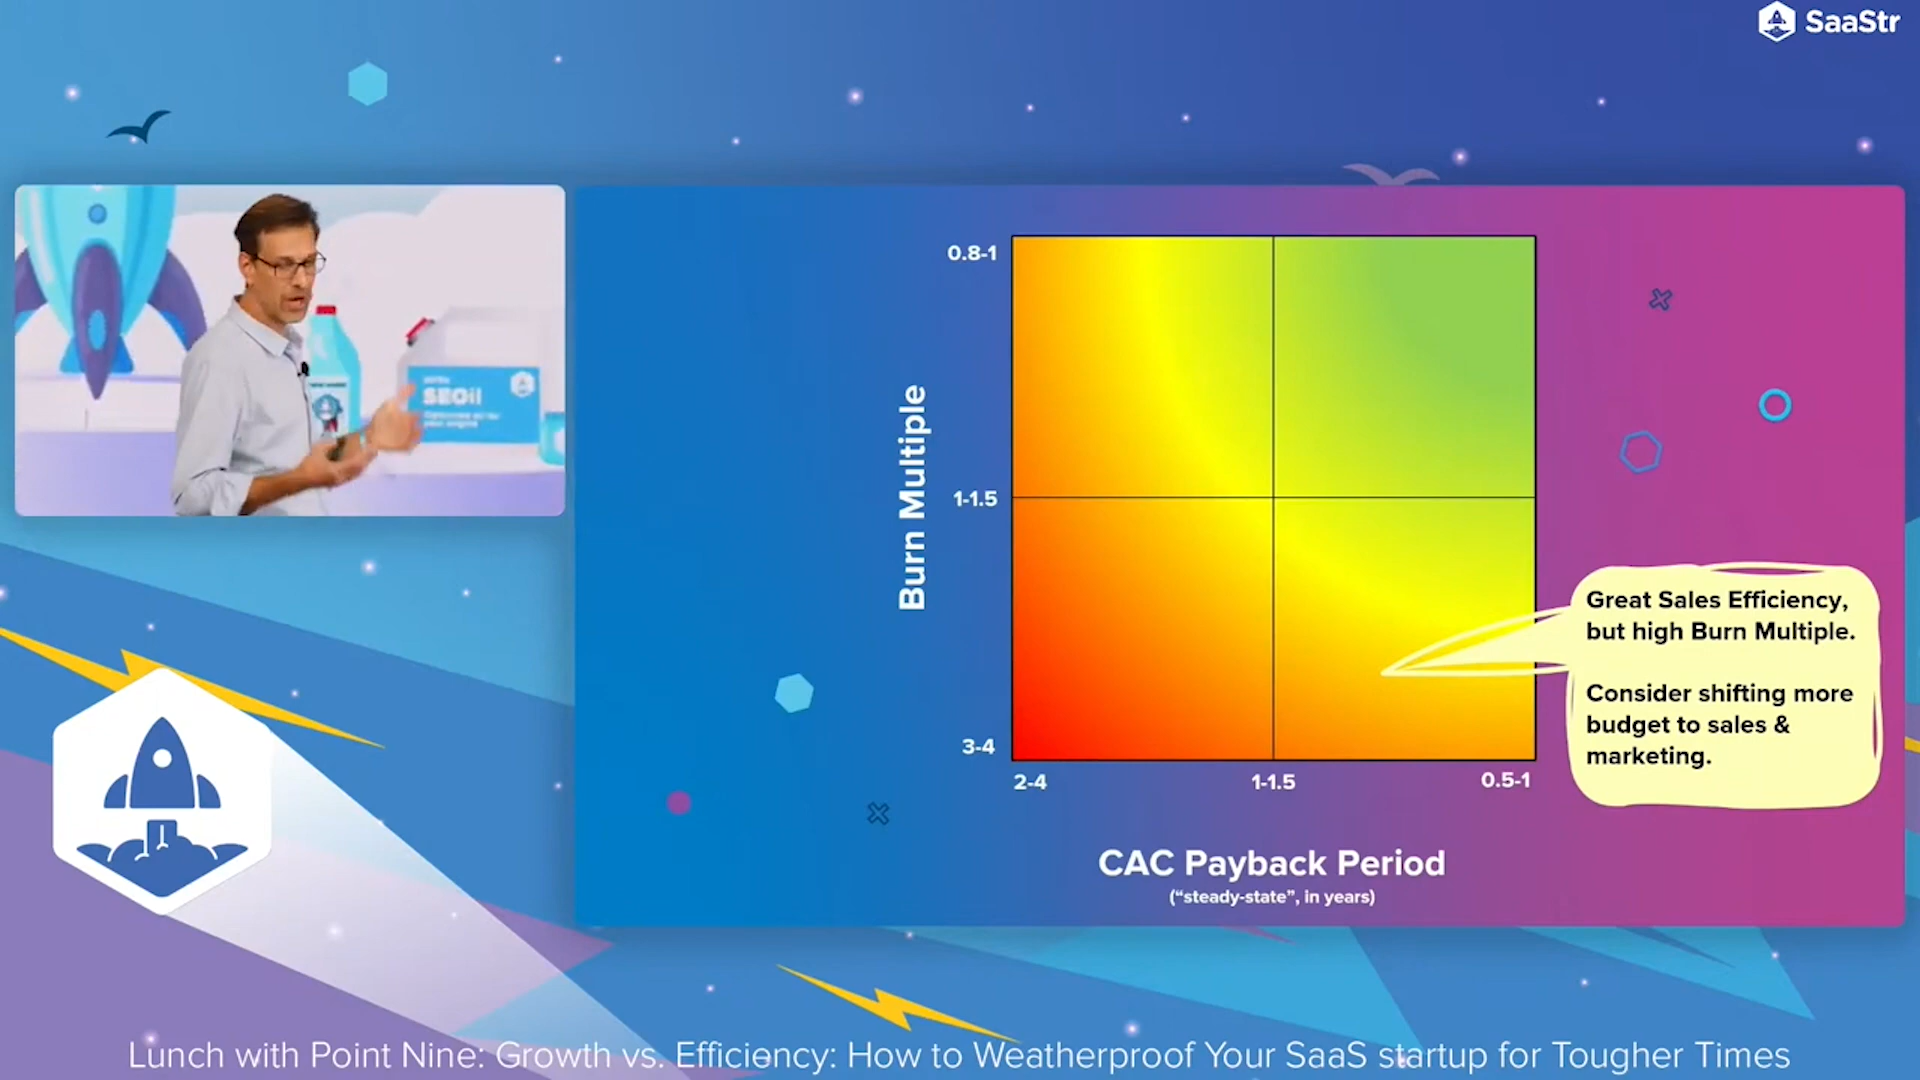 SaaStr
SEOil
Burn Multiple
0.8-1
1-1.5
3-4
2-4
1-1.5
0.5-1
CAC Payback Period
(“steady-state”, in years)
Great Sales Efficiency,
but high Burn Multiple.
Consider shifting more
budget to sales &
marketing.
Lunch with Point Nine: Growth vs. Efficiency: How to Weatherproof Your SaaS startup for Tougher Times